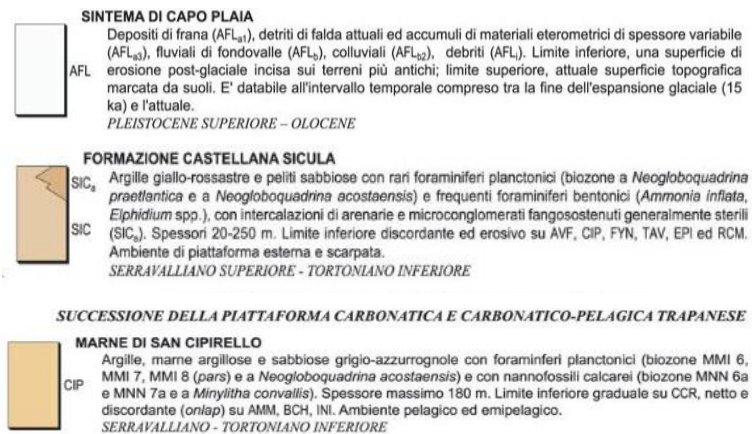 SINTEMA DI CAPO PLAIA
Depositi di frana (AFLa1), detriti di falda attuali ed accumuli di materiali eterometrici di spessore variabile
(AFLa3), fluviali di fondovalle (AFLb), colluviali (AFLb2), debriti (AFLi). Limite inferiore, una superficie di
AFL erosione post-glaciale incisa sui terreni più antichi; limite superiore, attuale superficie topografica
marcata da suoli. E' databile all'intervallo temporale compreso tra la fine dell'espansione glaciale (15
ka) e l'attuale.
PLEISTOCENE SUPERIORE – OLOCENE
FORMAZIONE CASTELLANA SICULA
SICa Argille giallo-rossastre e peliti sabbiose con rari foraminiferi planctonici (biozone a Neogloboquadrina
praetlantica e a Neogloboquadrina acostaensis) e frequenti foraminiferi bentonici (Ammonia inflata,
Elphidium spp.), con intercalazioni di arenarie e microconglomerati fangosostenuti generalmente sterili
SIC (SICa). Spessori 20-250 m. Limite inferiore discordante ed erosivo su AVF, CIP, FYN, TAV, EPI ed RCM.
Ambiente di piattaforma esterna e scarpata.
SERRAVALLIANO SUPERIORE - TORTONIANO INFERIORE
SUCCESSIONE DELLA PIATTAFORMA CARBONATICA E CARBONATICO-PELAGICA TRAPANESE
MARNE DI SAN CIPIRELLO
Argille, marne argillose e sabbiose grigio-azzurrognole con foraminferi planctonici (biozone MMI 6,
MMI 7, MMI 8 (pars) e a Neogloboquadrina acostaensis) e con nannofossili calcarei (biozone MNN 6a
CIP e MNN 7a e a Minylitha convallis). Spessore massimo 180 m. Limite inferiore graduale su CCR, netto e
discordante (onlap) su AMM, BCH, INI. Ambiente pelagico ed emipelagico.
SERRAVALLIANO - TORTONIANO INFERIORE